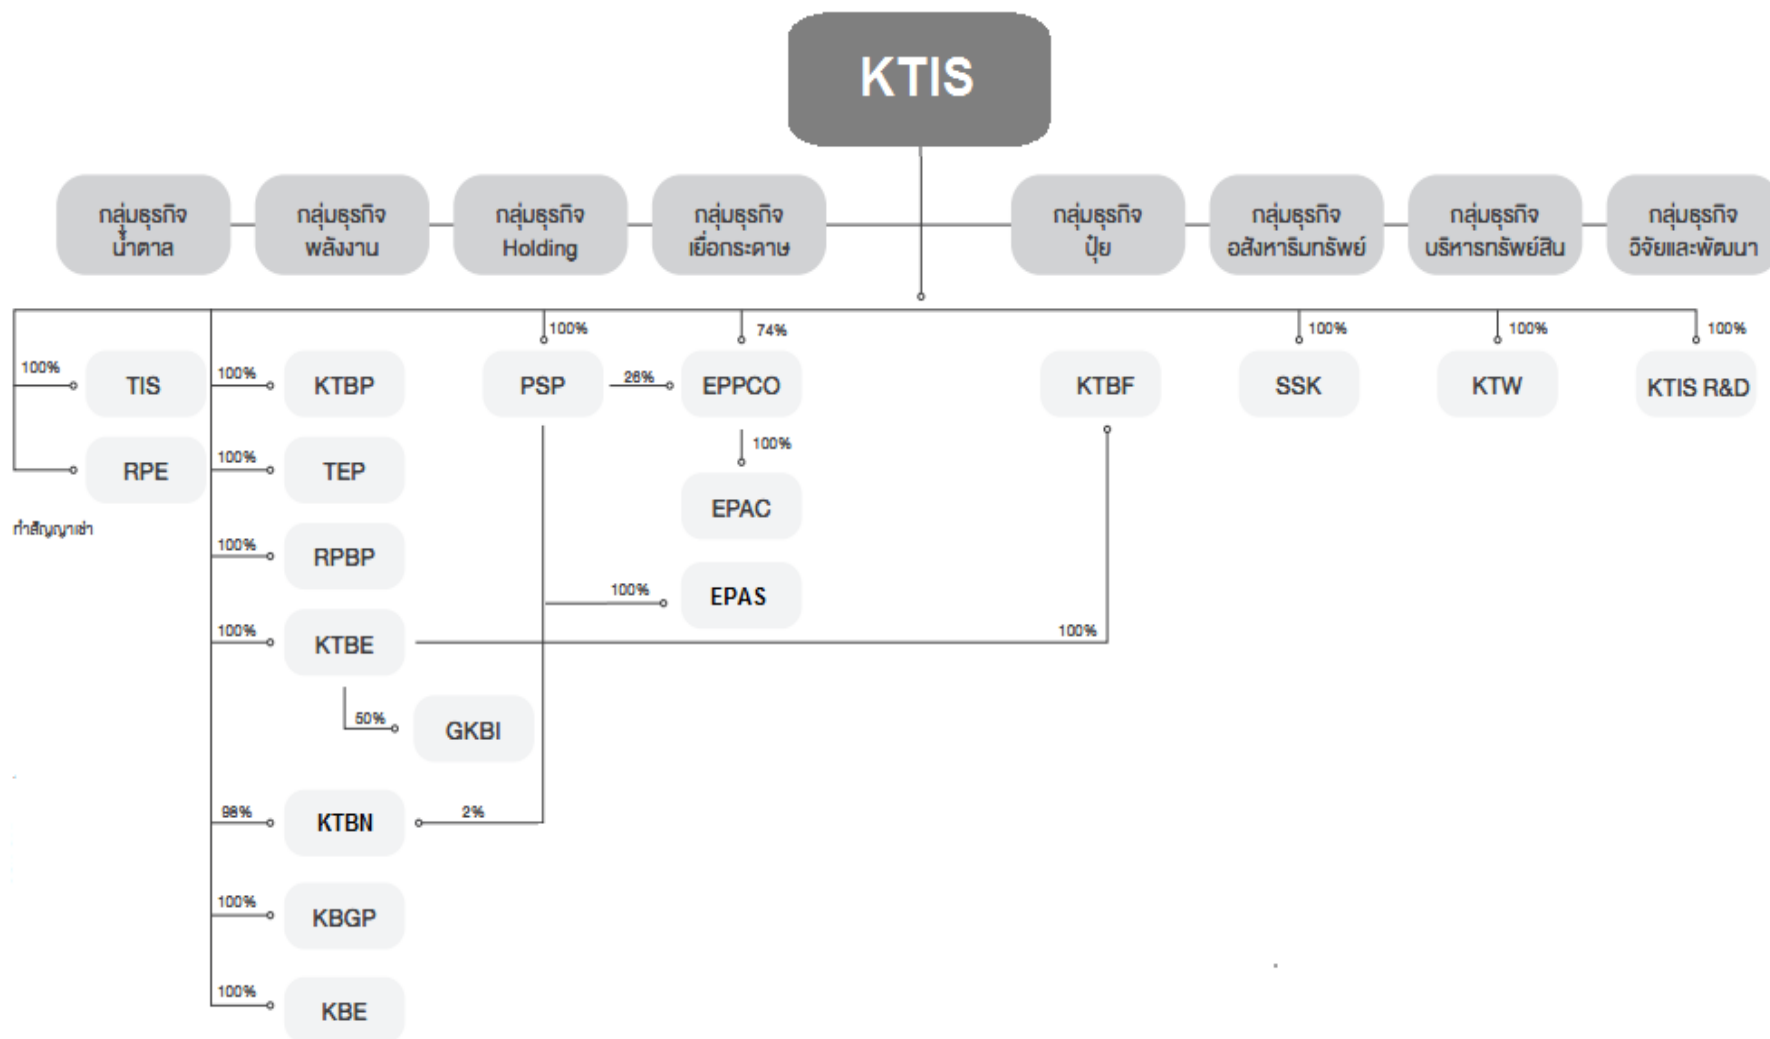 KTIS
กลุ่มธุรกิจ
น้ำตาล
กลุ่มธุรกิจ
พลังงาน
กลุ่มธุรกิจ
Holding
กลุ่มธุรกิจ
เยื่อกระดาษ
กลุ่มธุรกิจ
ปุ๋ย
กลุ่มธุรกิจ
อสังหาริมทรัพย์
กลุ่มธุรกิจ
บริหารทรัพย์สิน
กลุ่มธุรกิจ
วิจัยและพัฒนา
100%
74%
100%
100%
100%
100%
TIS
100%
KTBP
PSP
26%
EPPCO
KTBF
SSK
KTW
KTIS R&D
RPE
100%
TEP
100%
EPAC
ทำสัญญาเช่า
100%
RPBP
100%
EPAS
100%
KTBE
100%
50%
GKBI
98%
KTBN
2%
100%
KBGP
100%
KBE